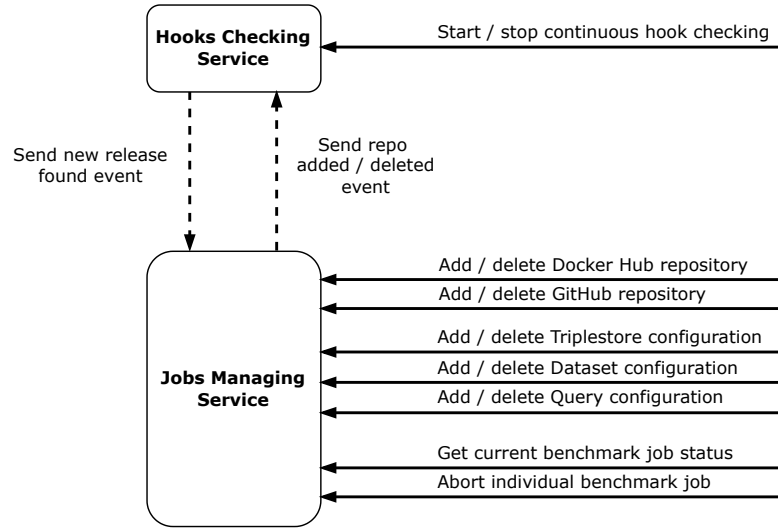 Hooks Checking
Service
Start / stop continuous hook checking
Send new release
found event
Send repo
added / deleted
event
Add / delete Docker Hub repository
Add / delete GitHub repository
Add / delete Triplestore configuration
Jobs Managing
Service
Add / delete Dataset configuration
Add / delete Query configuration
Get current benchmark job status
Abort individual benchmark job